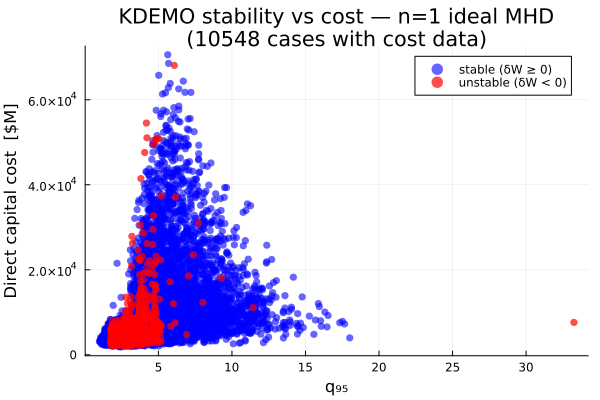 KDEMO stability vs cost — n=1 ideal MHD
(10548 cases with cost data)
stable (δW ≥ 0)
unstable (δW < 0)
Direct capital cost [$M]
6.0×10⁴
4.0×10⁴
2.0×10⁴
0
5 10 15 20 25 30
q₉₅